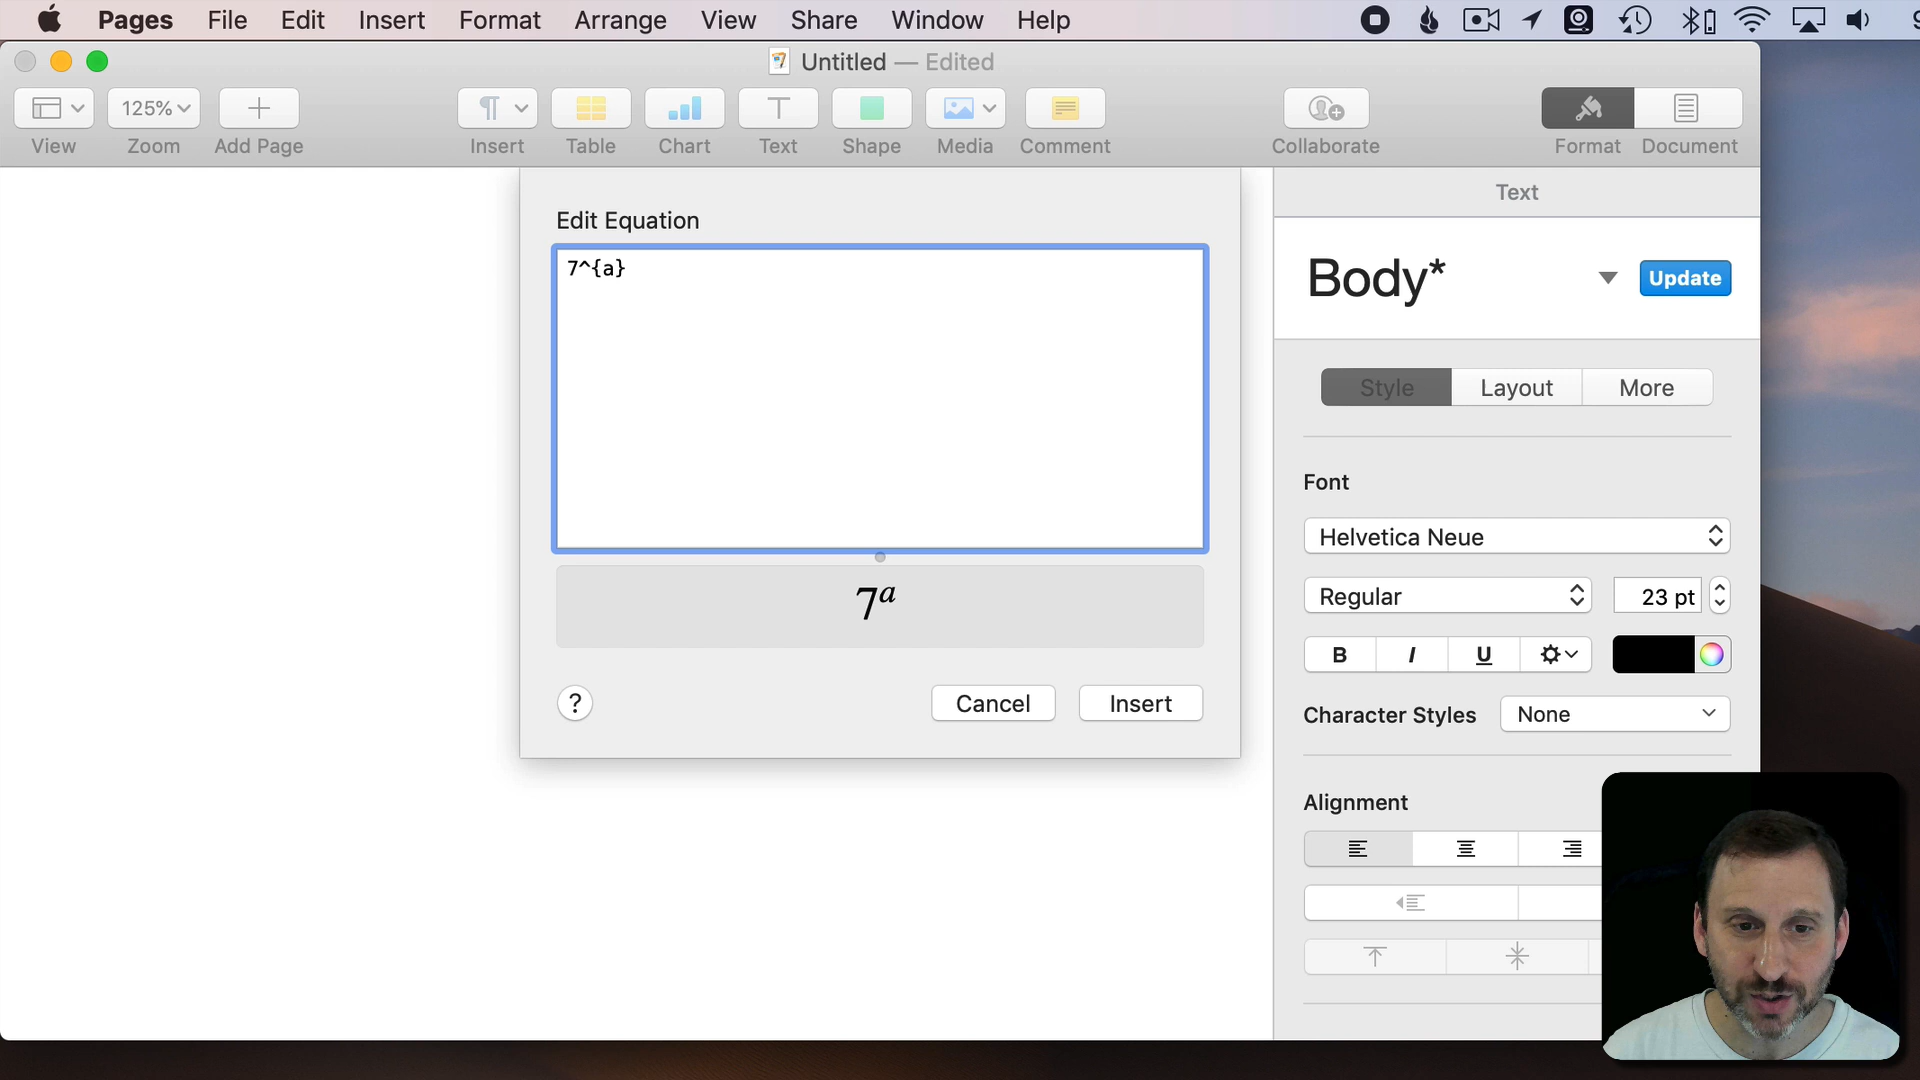 Pages File Edit Insert Format Arrange View Share Window Help
Untitled — Edited
125%
View Zoom Add Page Insert Table Chart Text Shape Media Comment Collaborate Format Document
Text
Edit Equation
7^{a}
Body* Update
Style Layout More
Font
Helvetica Neue
7a
Regular 23 pt
B I U
? Cancel Insert
Character Styles None
Alignment